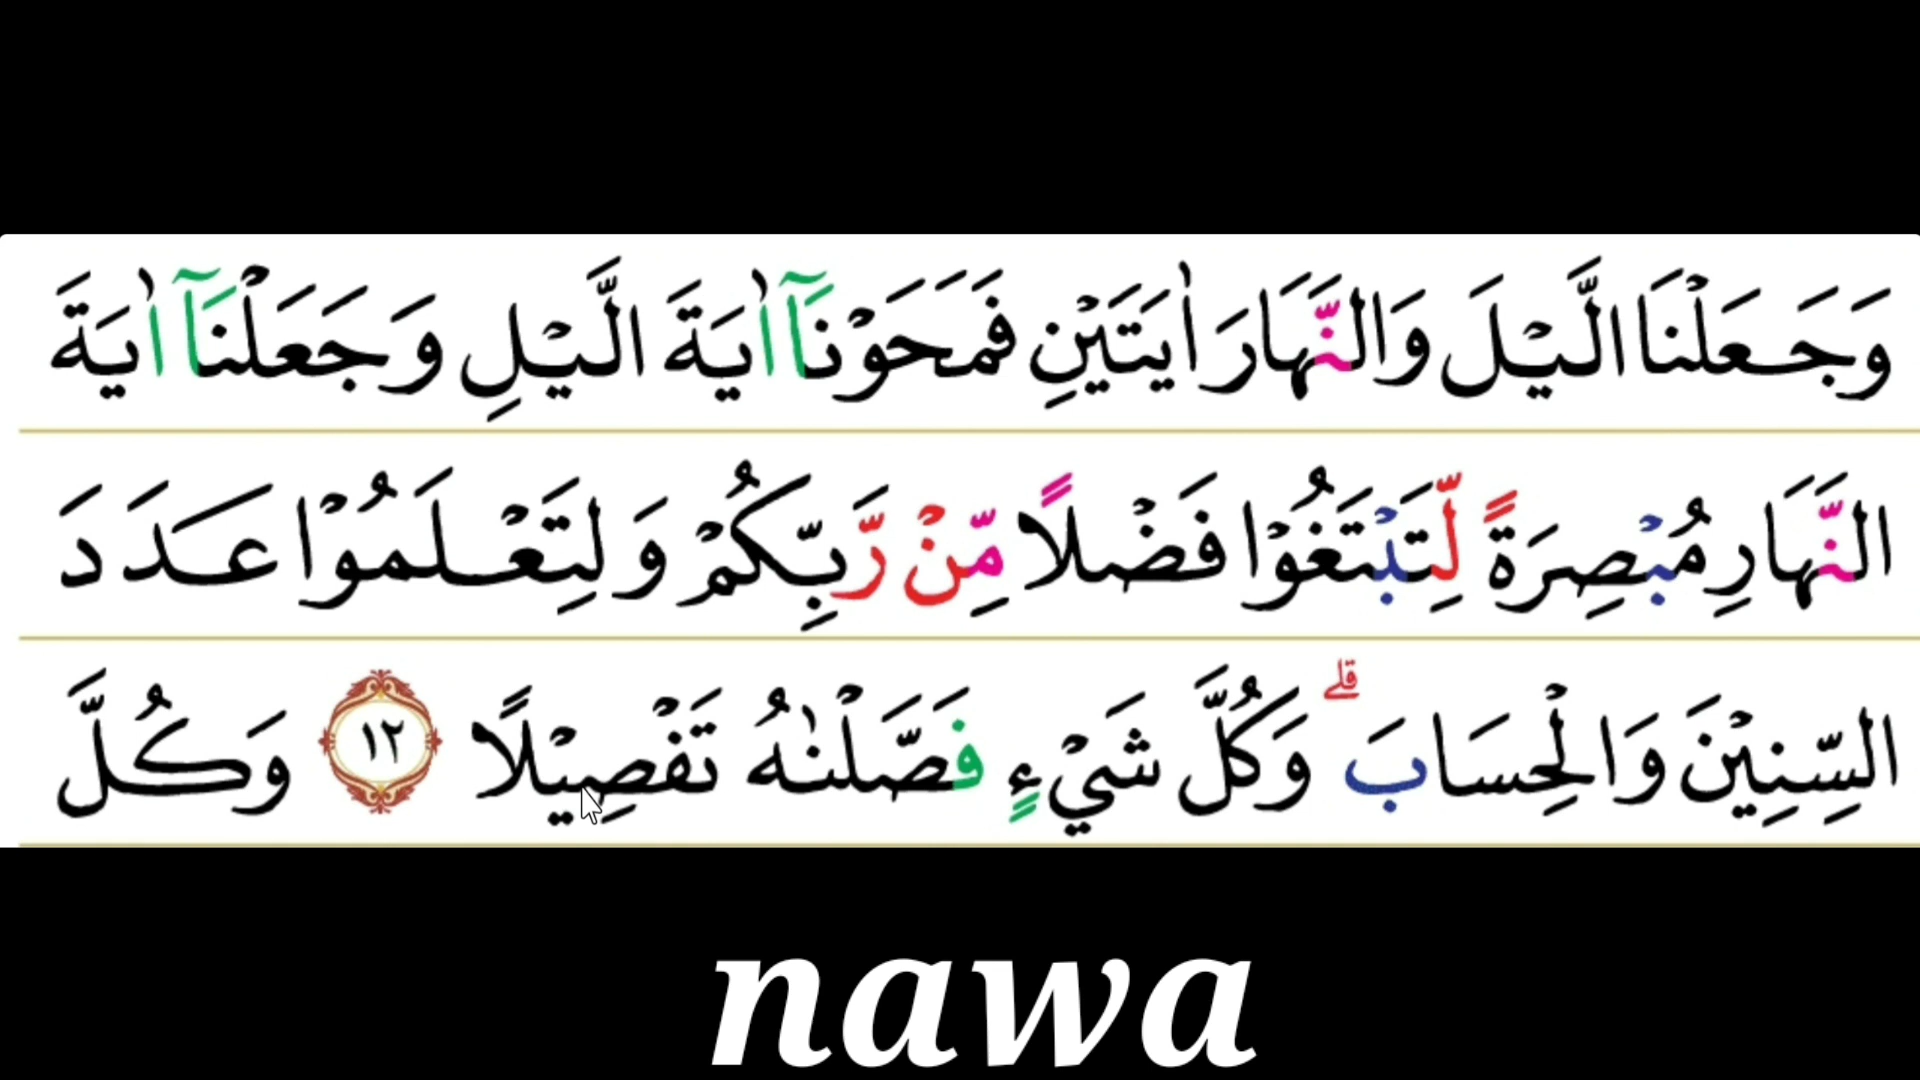 وَجَعَلْنَا الَّيْلَ وَالنَّهَارَ اٰيَتَيْنِ فَمَحَوْنَآ اٰيَةَ الَّيْلِ وَجَعَلْنَآ اٰيَةَ
النَّهَارِ مُبْصِرَةً لِّتَبْتَغُوْا فَضْلًا مِّنْ رَّبِّكُمْ وَلِتَعْلَمُوْا عَدَدَ
السِّنِيْنَ وَالْحِسَابَۗ وَكُلَّ شَيْءٍ فَصَّلْنٰهُ تَفْصِيْلًا ١٢ وَكُلَّ
nawa